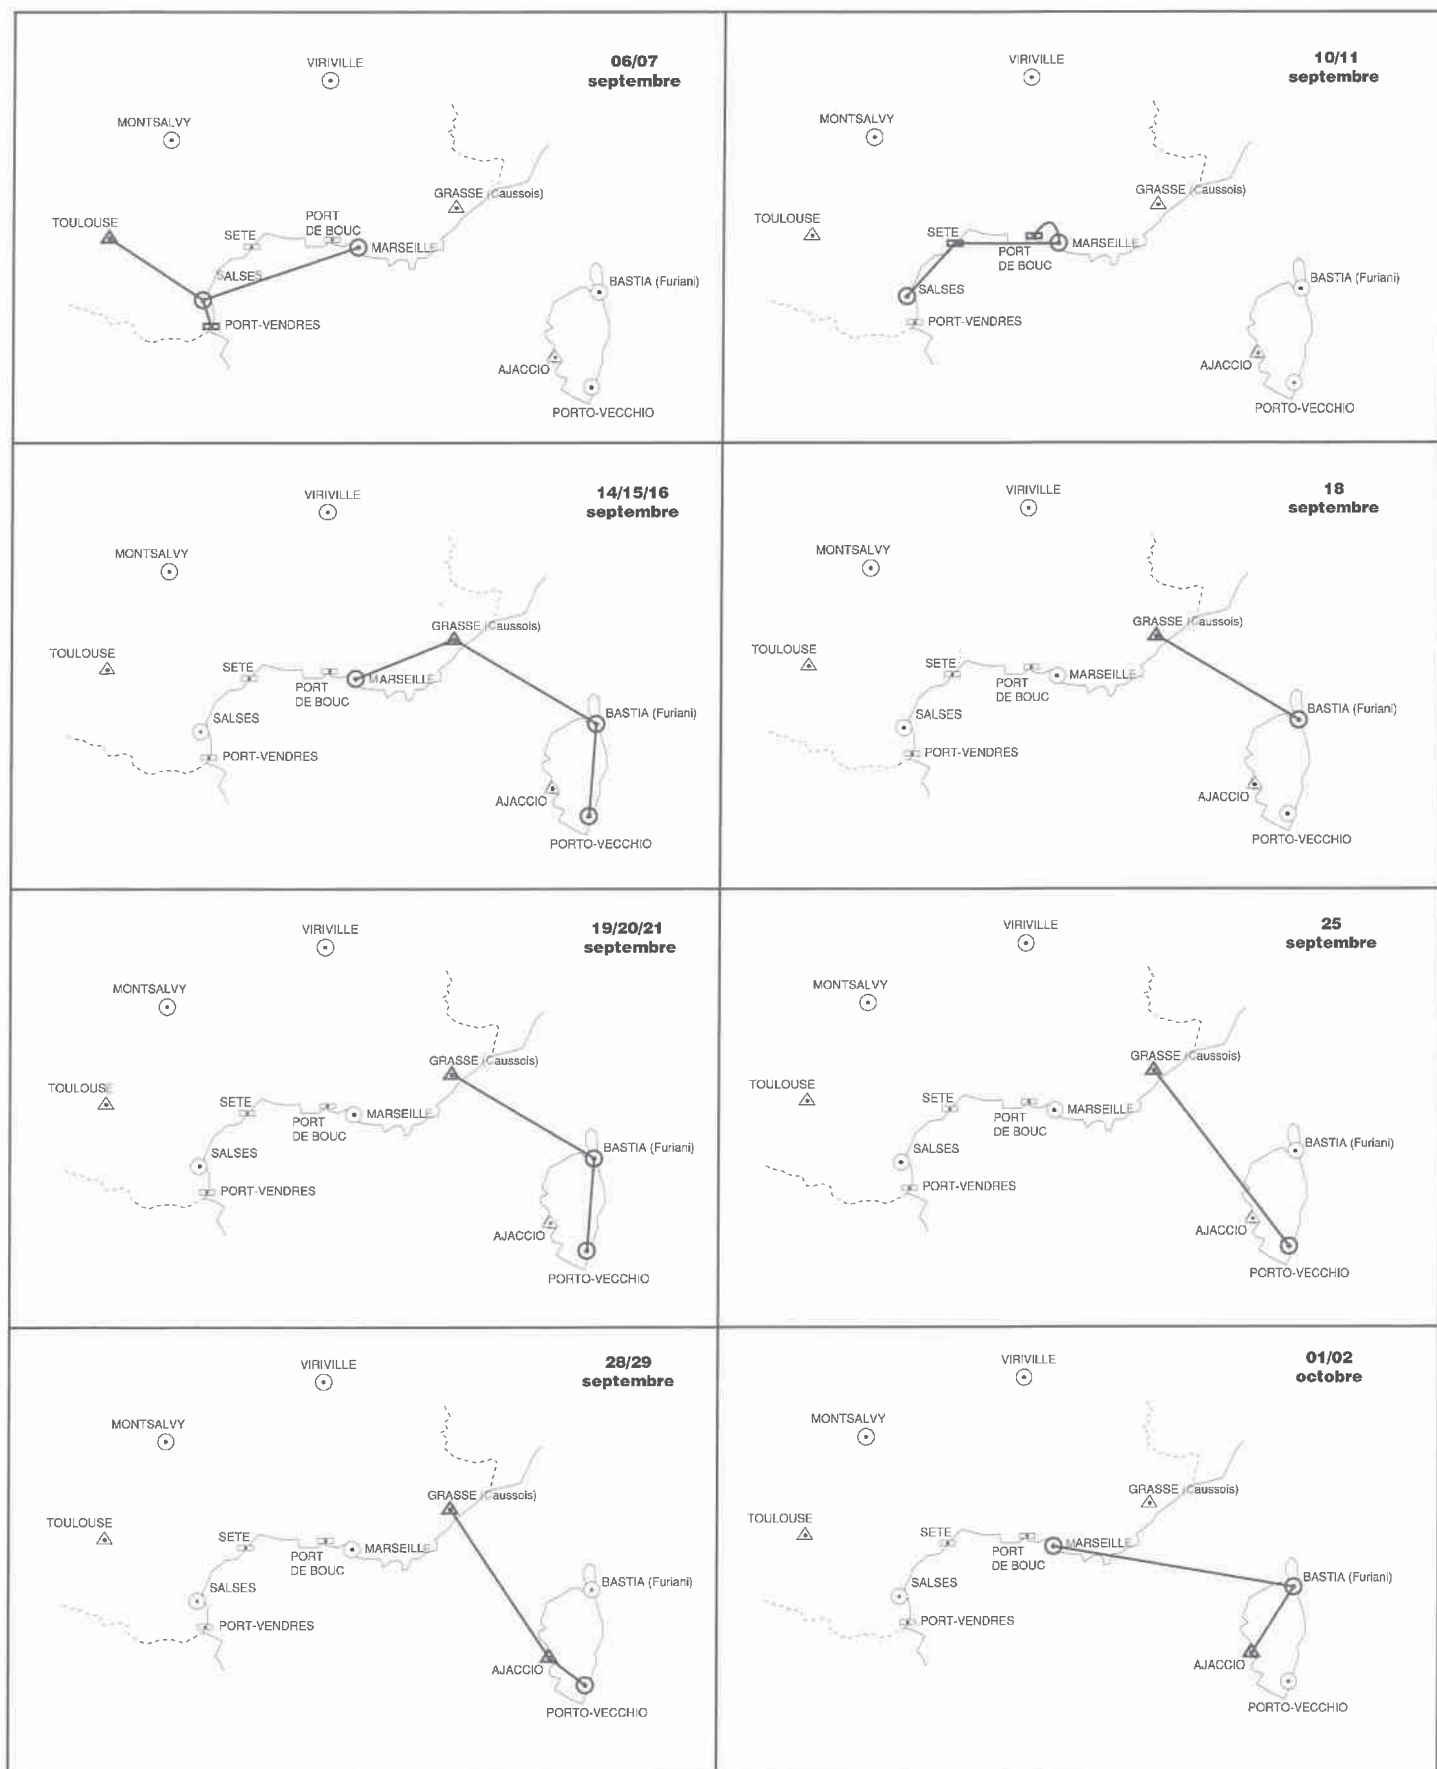 VIRIVILLE
06/07
septembre
MONTSALVY
GRASSE (Caussois)
TOULOUSE
SETE
PORT
DE BOUC
MARSEILLE
SALSES
BASTIA (Furiani)
PORT-VENDRES
AJACCIO
PORTO-VECCHIO
VIRIVILLE
10/11
septembre
MONTSALVY
GRASSE (Caussois)
TOULOUSE
SETE
MARSEILLE
PORT
DE BOUC
SALSES
BASTIA (Furiani)
PORT-VENDRES
AJACCIO
PORTO-VECCHIO
VIRIVILLE
14/15/16
septembre
MONTSALVY
GRASSE (Caussois)
TOULOUSE
SETE
MARSEILLE
PORT
DE BOUC
SALSES
BASTIA (Furiani)
PORT-VENDRES
AJACCIO
PORTO-VECCHIO
VIRIVILLE
18
septembre
MONTSALVY
GRASSE (Caussois)
TOULOUSE
SETE
MARSEILLE
PORT
DE BOUC
SALSES
BASTIA (Furiani)
PORT-VENDRES
AJACCIO
PORTO-VECCHIO
VIRIVILLE
19/20/21
septembre
MONTSALVY
GRASSE (Caussois)
TOULOUSE
SETE
MARSEILLE
PORT
DE BOUC
SALSES
BASTIA (Furiani)
PORT-VENDRES
AJACCIO
PORTO-VECCHIO
VIRIVILLE
25
septembre
MONTSALVY
GRASSE (Caussois)
TOULOUSE
SETE
MARSEILLE
PORT
DE BOUC
SALSES
BASTIA (Furiani)
PORT-VENDRES
AJACCIO
PORTO-VECCHIO
VIRIVILLE
28/29
septembre
MONTSALVY
GRASSE (Caussois)
TOULOUSE
SETE
MARSEILLE
PORT
DE BOUC
SALSES
BASTIA (Furiani)
PORT-VENDRES
AJACCIO
PORTO-VECCHIO
VIRIVILLE
01/02
octobre
MONTSALVY
GRASSE (Caussois)
TOULOUSE
SETE
MARSEILLE
PORT
DE BOUC
SALSES
BASTIA (Furiani)
PORT-VENDRES
AJACCIO
PORTO-VECCHIO